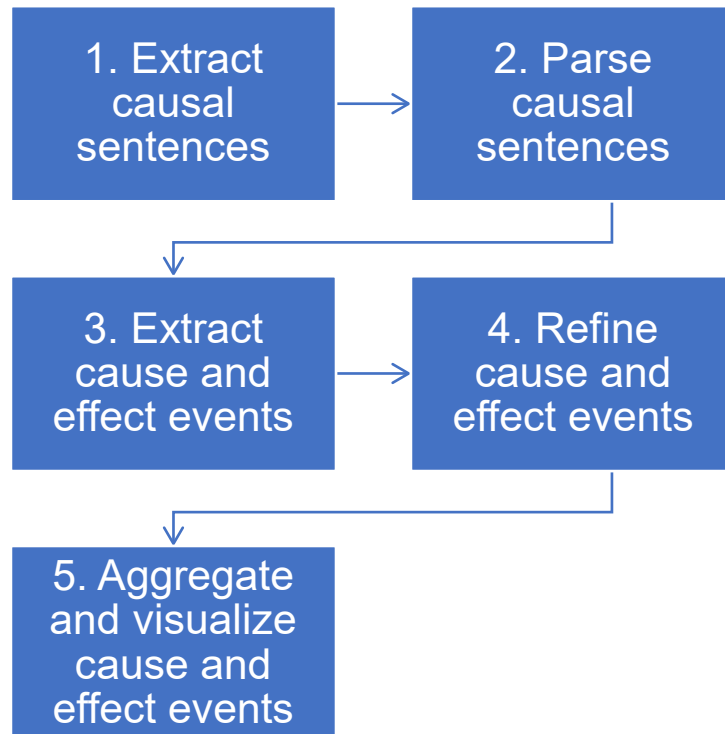 1. Extract
causal
sentences
2. Parse
causal
sentences
3. Extract
cause and
effect events
4. Refine
cause and
effect events
5. Aggregate
and visualize
cause and
effect events